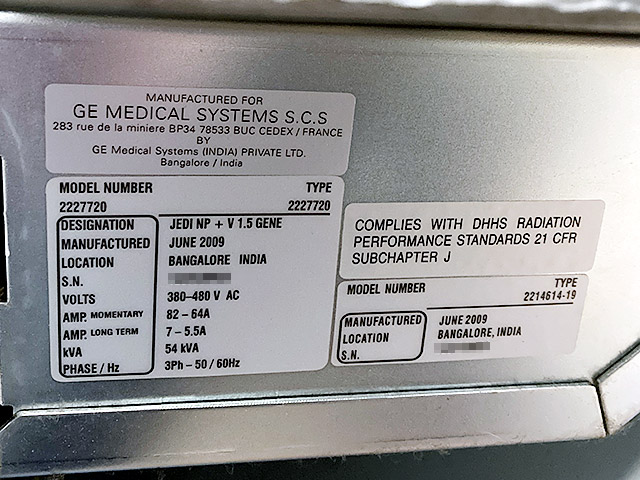 MANUFACTURED FOR
GE MEDICAL SYSTEMS S.C.S
283 rue de la miniere BP34 78533 BUC CEDEX / FRANCE
BY
GE Medical Systems (INDIA) PRIVATE LTD.
Bangalore / India
MODEL NUMBER TYPE
2227720 2227720
DESIGNATION JEDI NP + V 1.5 GENE
MANUFACTURED JUNE 2009
LOCATION BANGALORE INDIA
S.N.
VOLTS 380–480 V AC
AMP. MOMENTARY 82 – 64A
AMP. LONG TERM 7 – 5.5A
kVA 54 kVA
PHASE / Hz 3Ph – 50 / 60Hz
COMPLIES WITH DHHS RADIATION
PERFORMANCE STANDARDS 21 CFR
SUBCHAPTER J
MODEL NUMBER TYPE
2214614-19
MANUFACTURED JUNE 2009
LOCATION BANGALORE, INDIA
S.N.